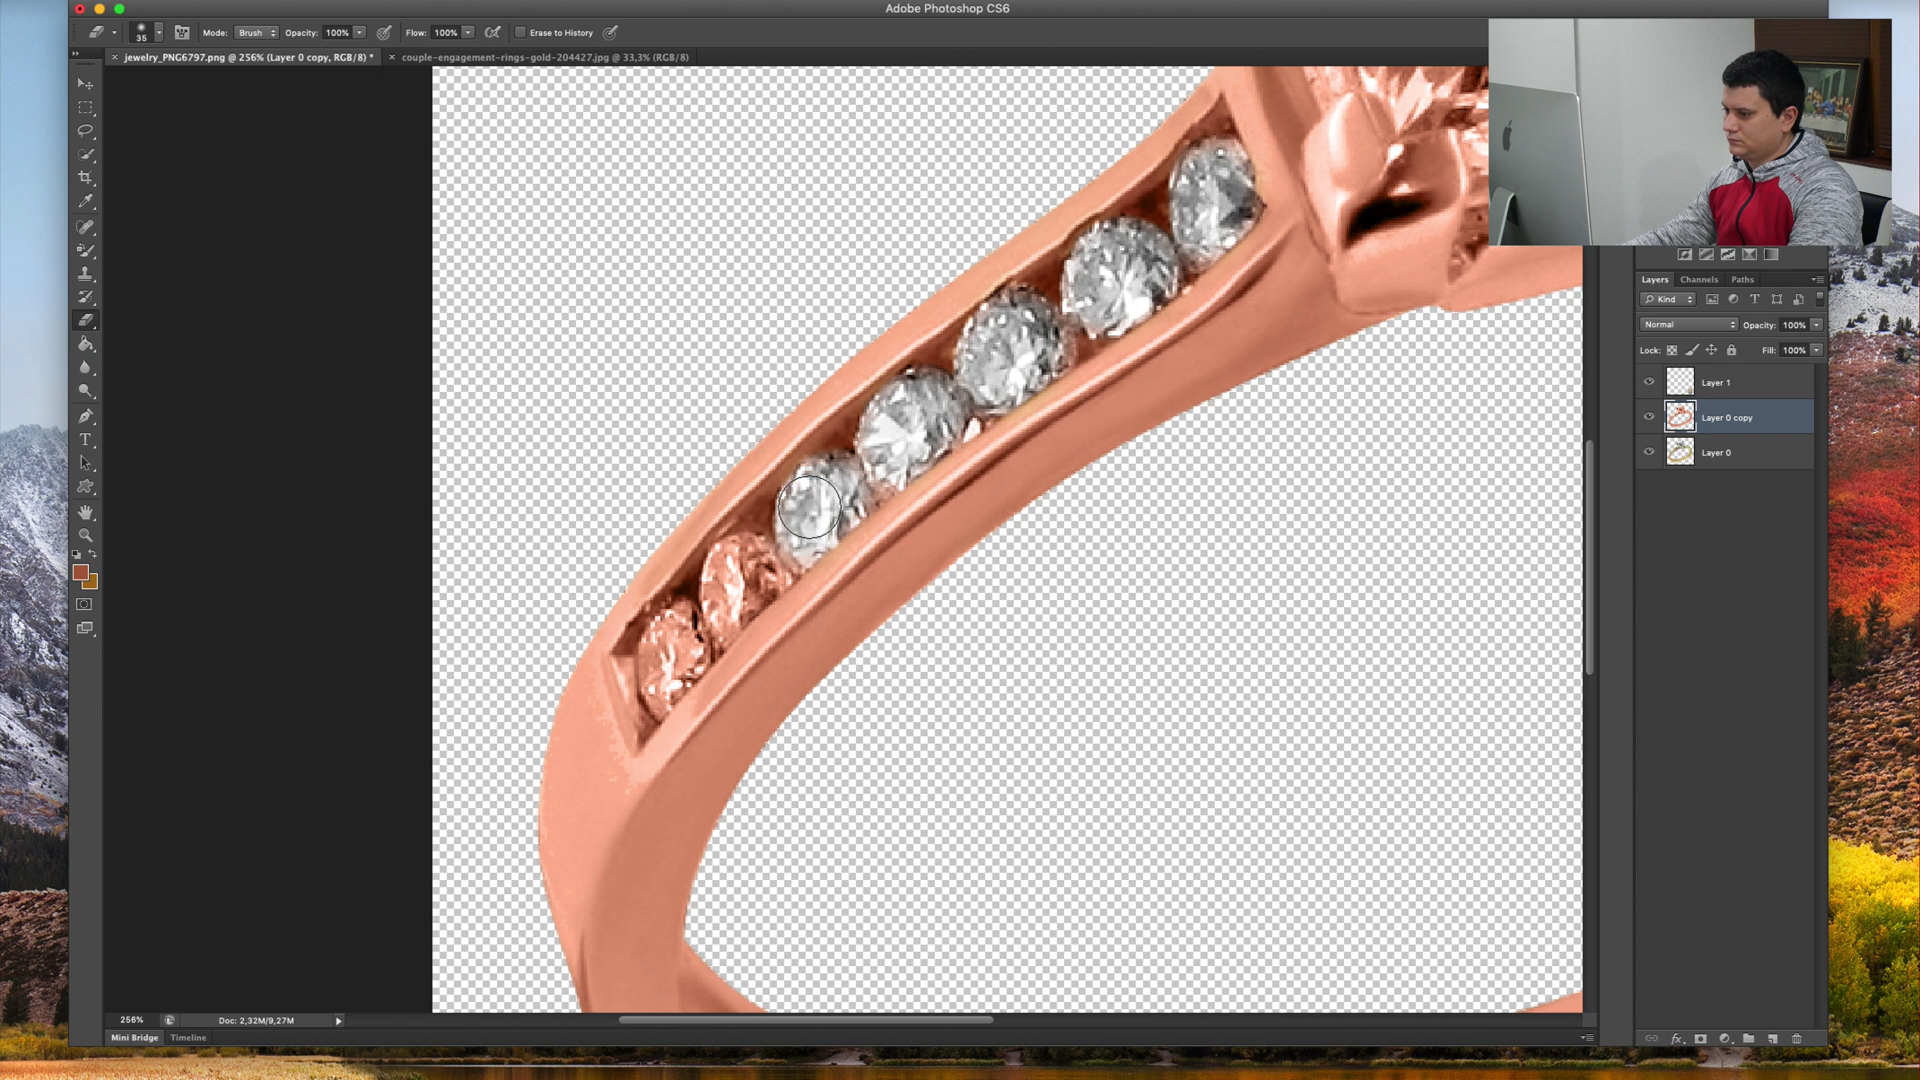 Adobe Photoshop CS6
35
Mode: Brush Opacity: 100% Flow: 100% Erase to History
× jewelry_PNG6797.png @ 256% (Layer 0 copy, RGB/8) *
× couple-engagement-rings-gold-204427.jpg @ 33,3% (RGB/8)
Layers Channels Paths
Kind
Normal Opacity: 100%
Lock: Fill: 100%
Layer 1
Layer 0 copy
Layer 0
fx
256% Doc: 2,32M/9,27M
Mini Bridge Timeline